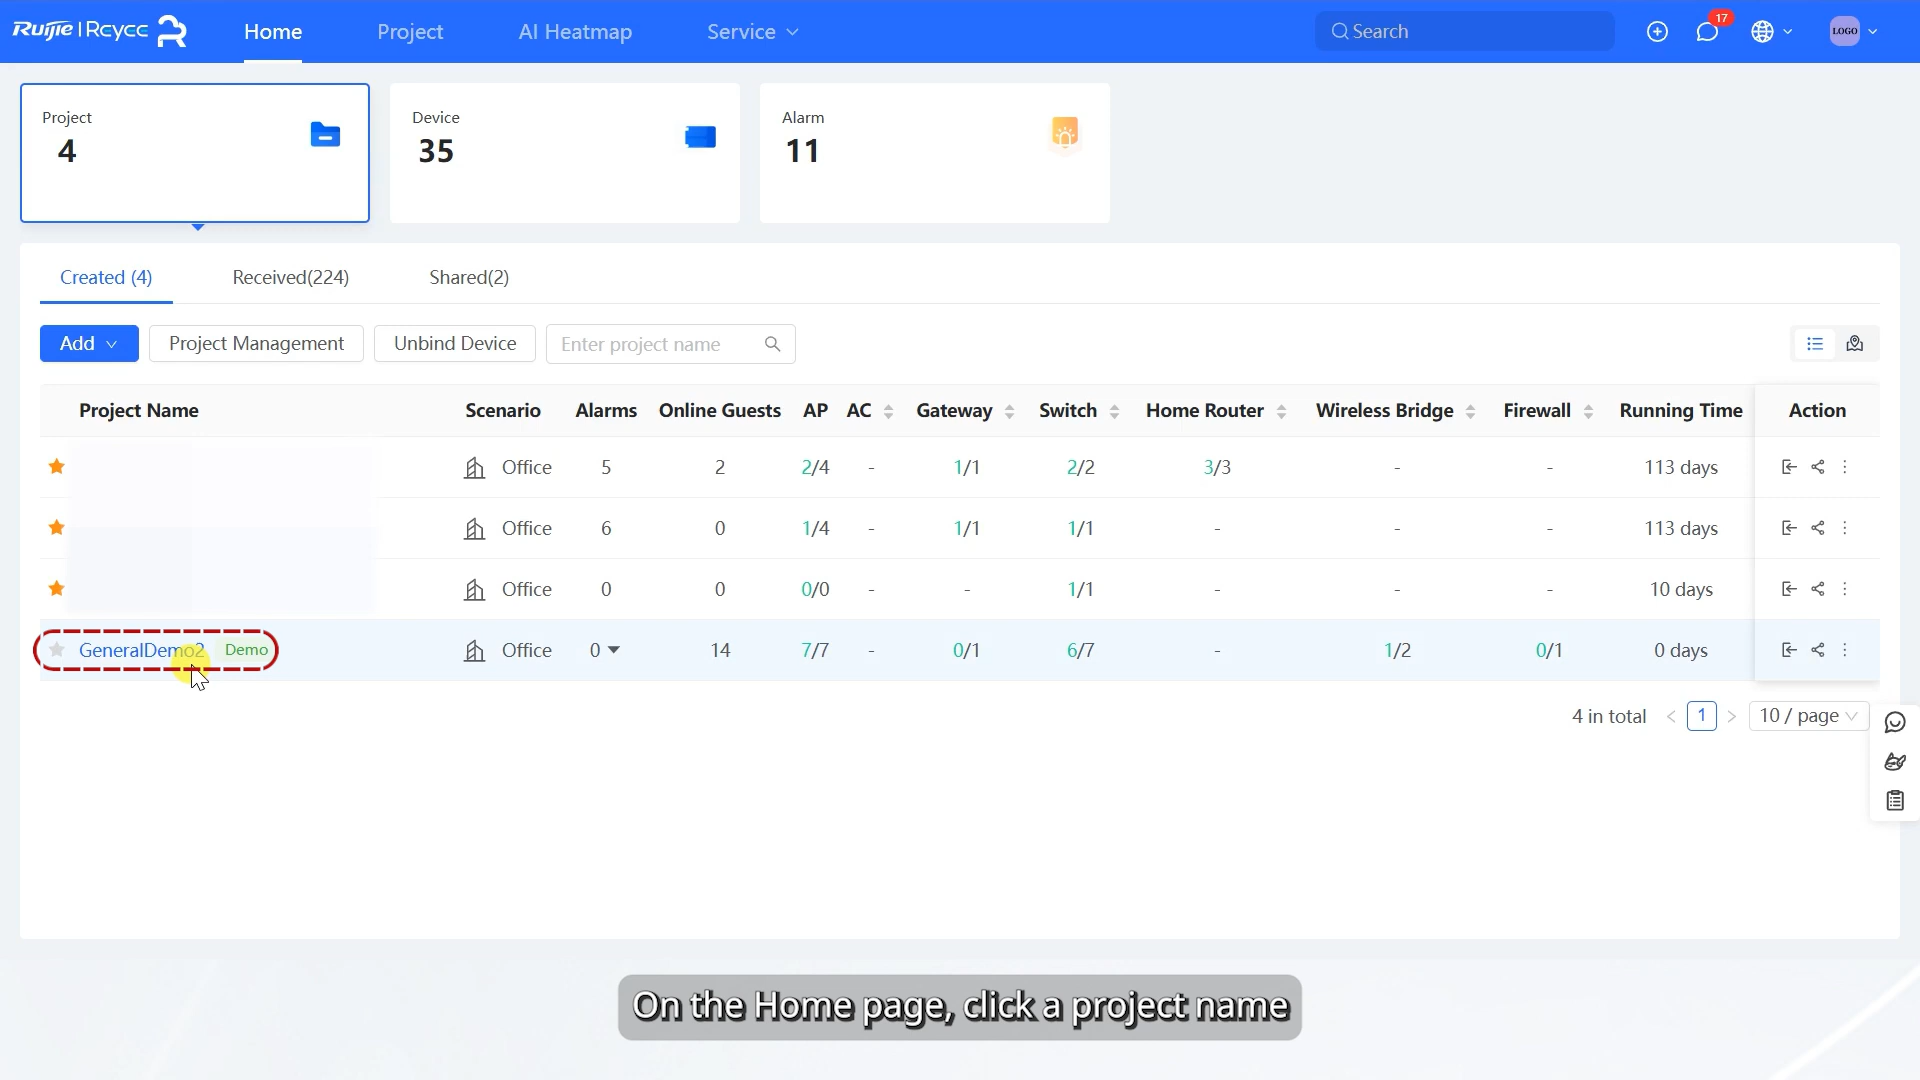 Ruijie | Reyee
Home
Project
AI Heatmap
Service
Search
17
LOGO
Project
4
Device
35
Alarm
11
Created (4)
Received(224)
Shared(2)
Add
Project Management
Unbind Device
Enter project name
Project Name Scenario Alarms Online Guests AP AC Gateway Switch Home Router Wireless Bridge Firewall Running Time Action
Office 5 2 2/4 - 1/1 2/2 3/3 - - 113 days
Office 6 0 1/4 - 1/1 1/1 - - - 113 days
Office 0 0 0/0 - - 1/1 - - - 10 days
GeneralDemo2 Demo Office 0 14 7/7 - 0/1 6/7 - 1/2 0/1 0 days
4 in total < 1 > 10 / page
On the Home page, click a project name